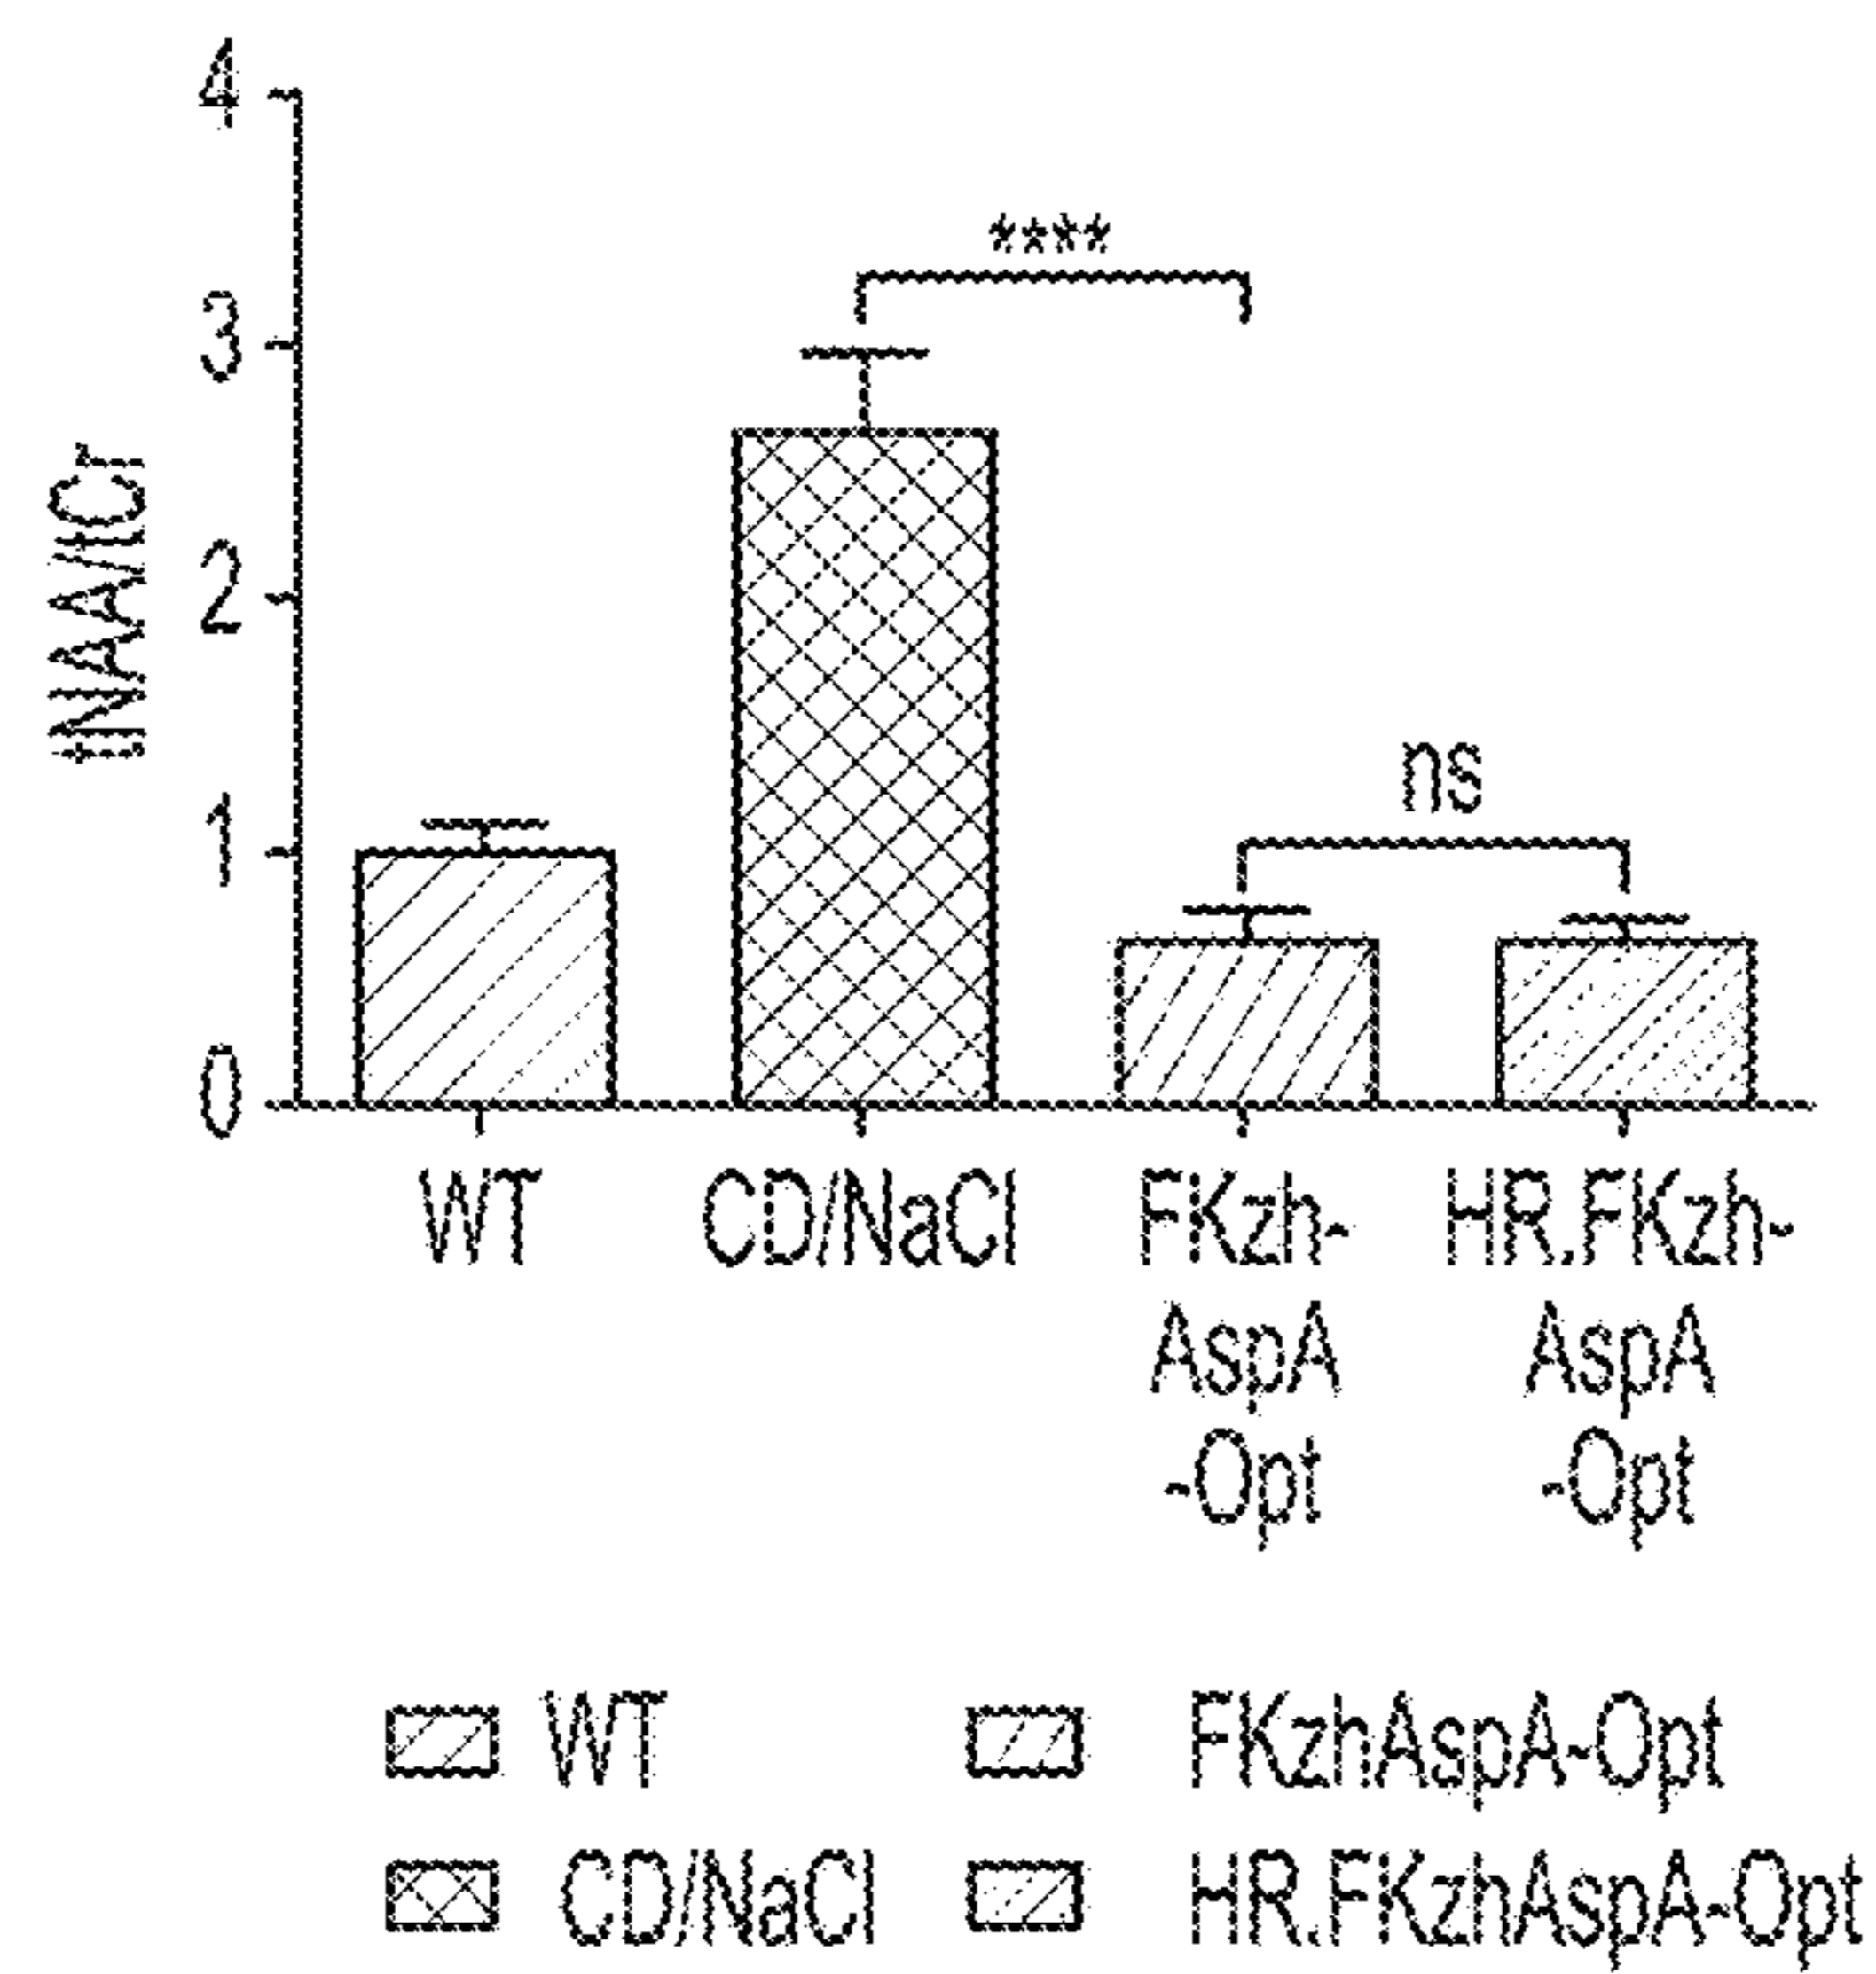 tNAA/tCr
4
3
2
1
0
****
ns
WT
CD/NaCl
FKzh-
AspA
-Opt
HR.FKzh-
AspA
-Opt
WT
FKzhAspA-Opt
CD/NaCl
HR.FKzhAspA-Opt